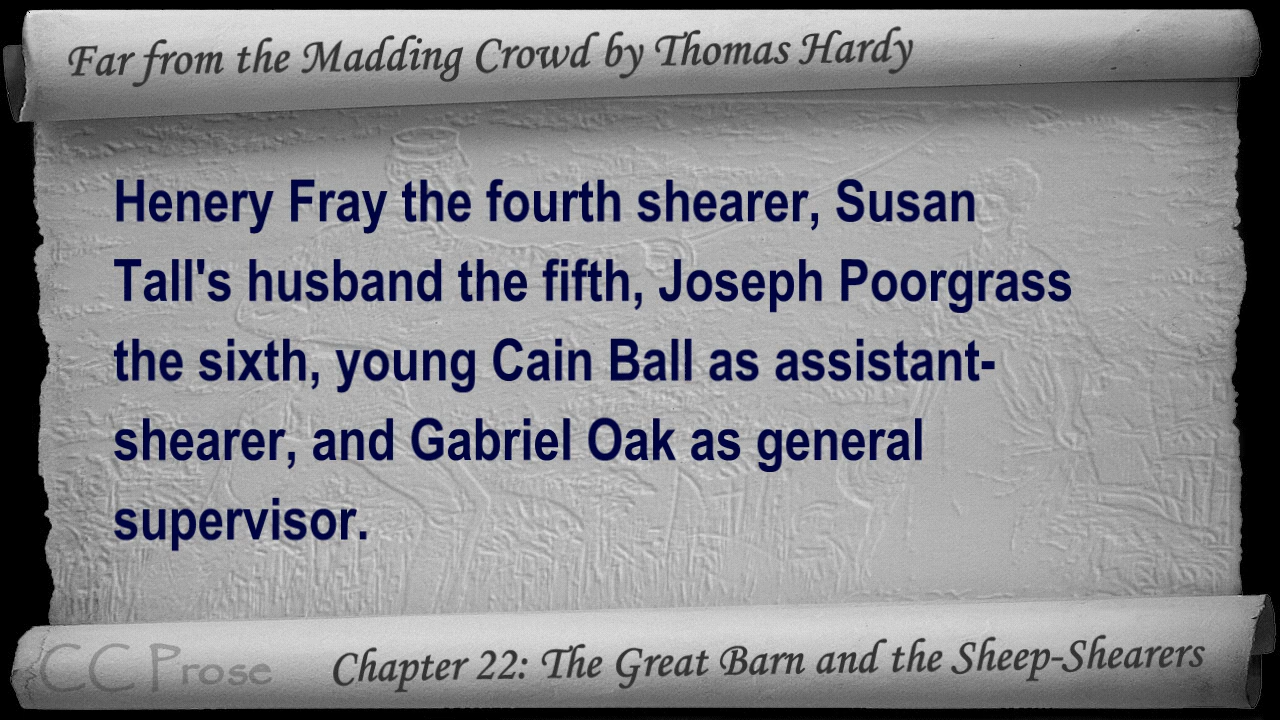 Far from the Madding Crowd by Thomas Hardy
Henery Fray the fourth shearer, Susan
Tall's husband the fifth, Joseph Poorgrass
the sixth, young Cain Ball as assistant-
shearer, and Gabriel Oak as general
supervisor.
CC Prose
Chapter 22: The Great Barn and the Sheep-Shearers